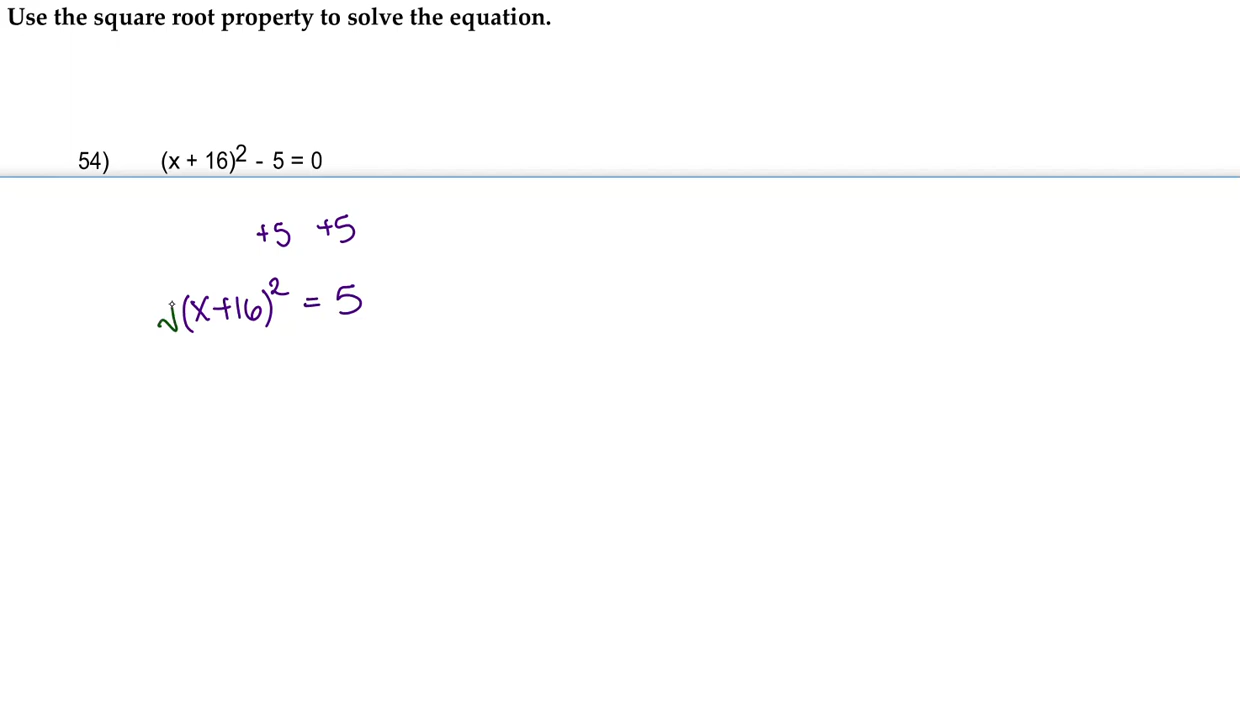 Use the square root property to solve the equation.
54) (x + 16)² - 5 = 0
+5 +5
√(x+16)² = 5